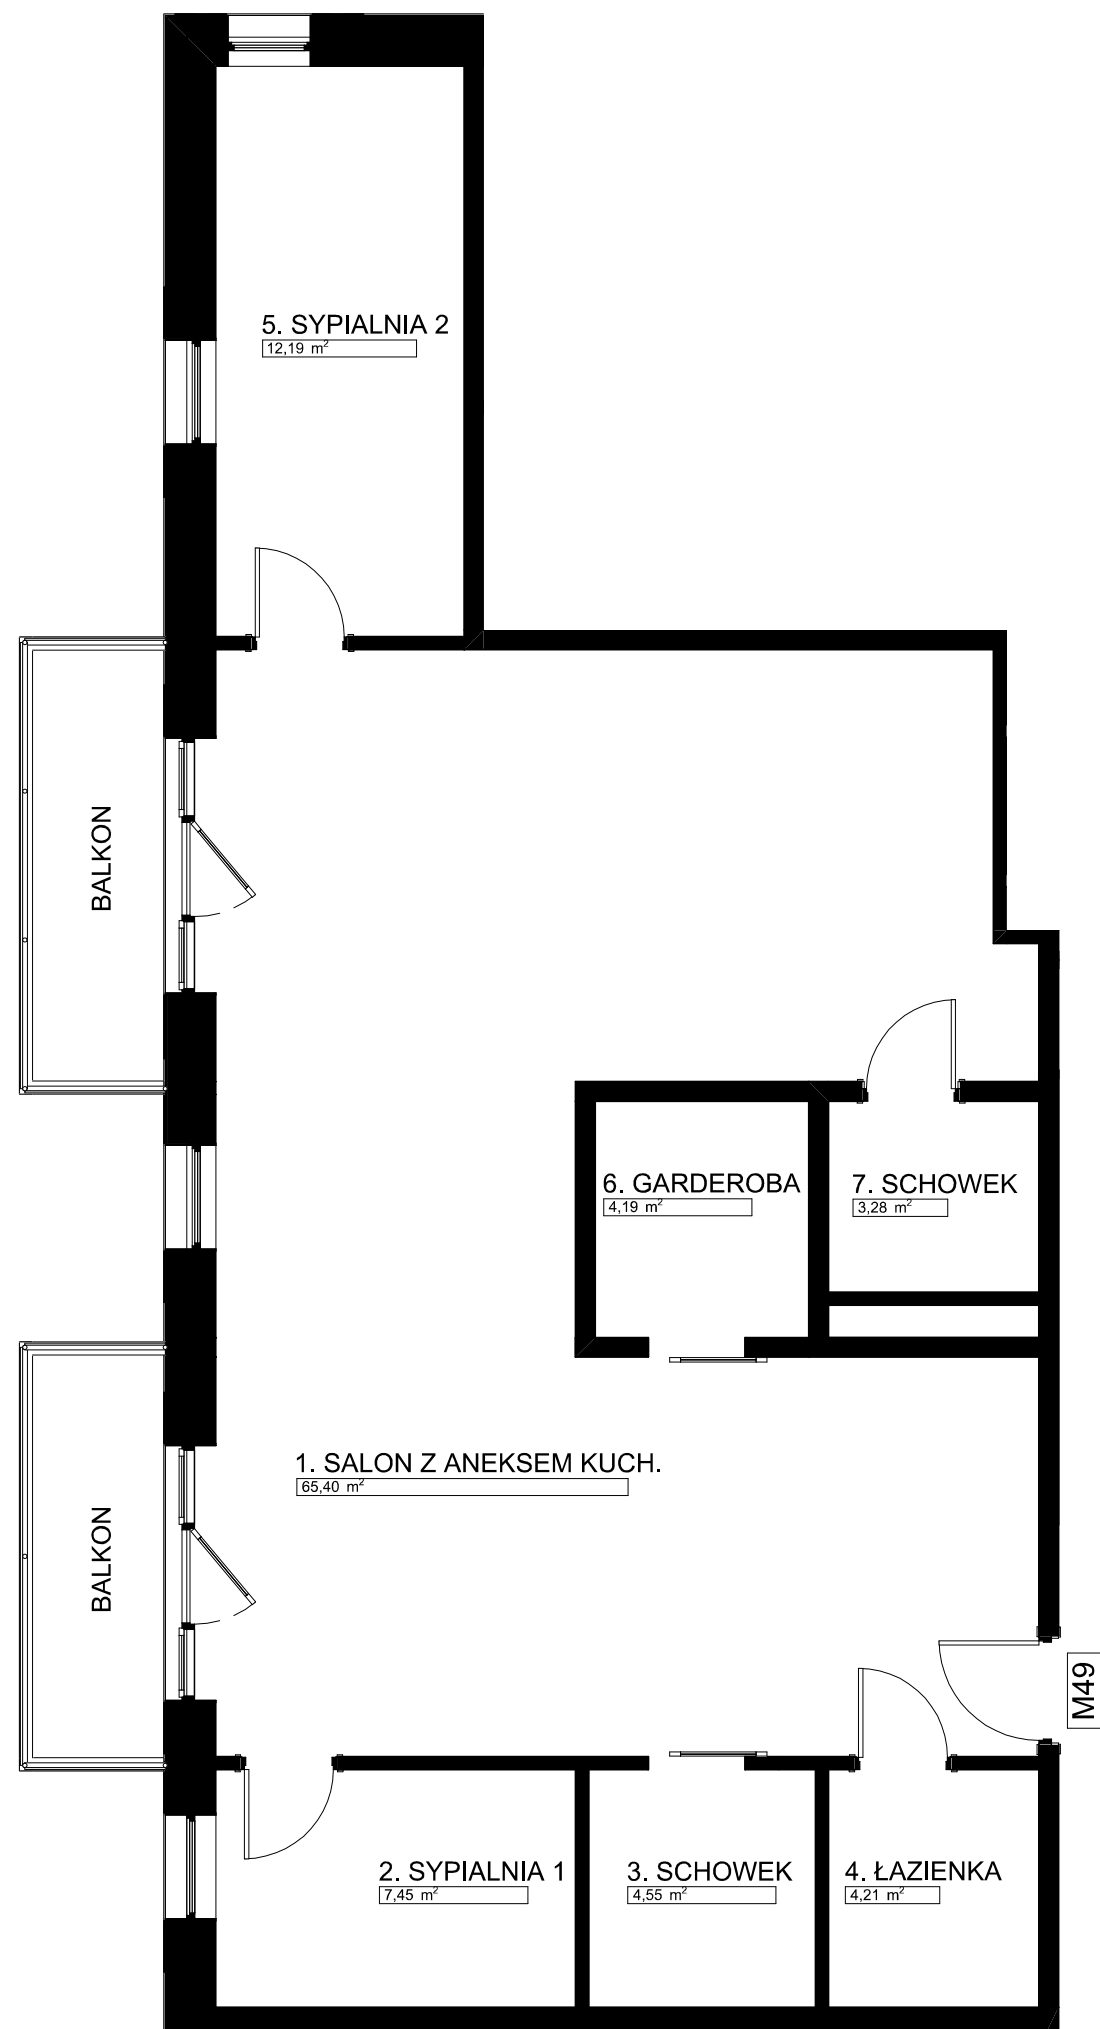 5. SYPIALNIA 2
12,19 m²
BALKON
6. GARDEROBA
4,19 m²
7. SCHOWEK
3,28 m²
1. SALON Z ANEKSEM KUCH.
65,40 m²
BALKON
M49
2. SYPIALNIA 1
7,45 m²
3. SCHOWEK
4,55 m²
4. ŁAZIENKA
4,21 m²